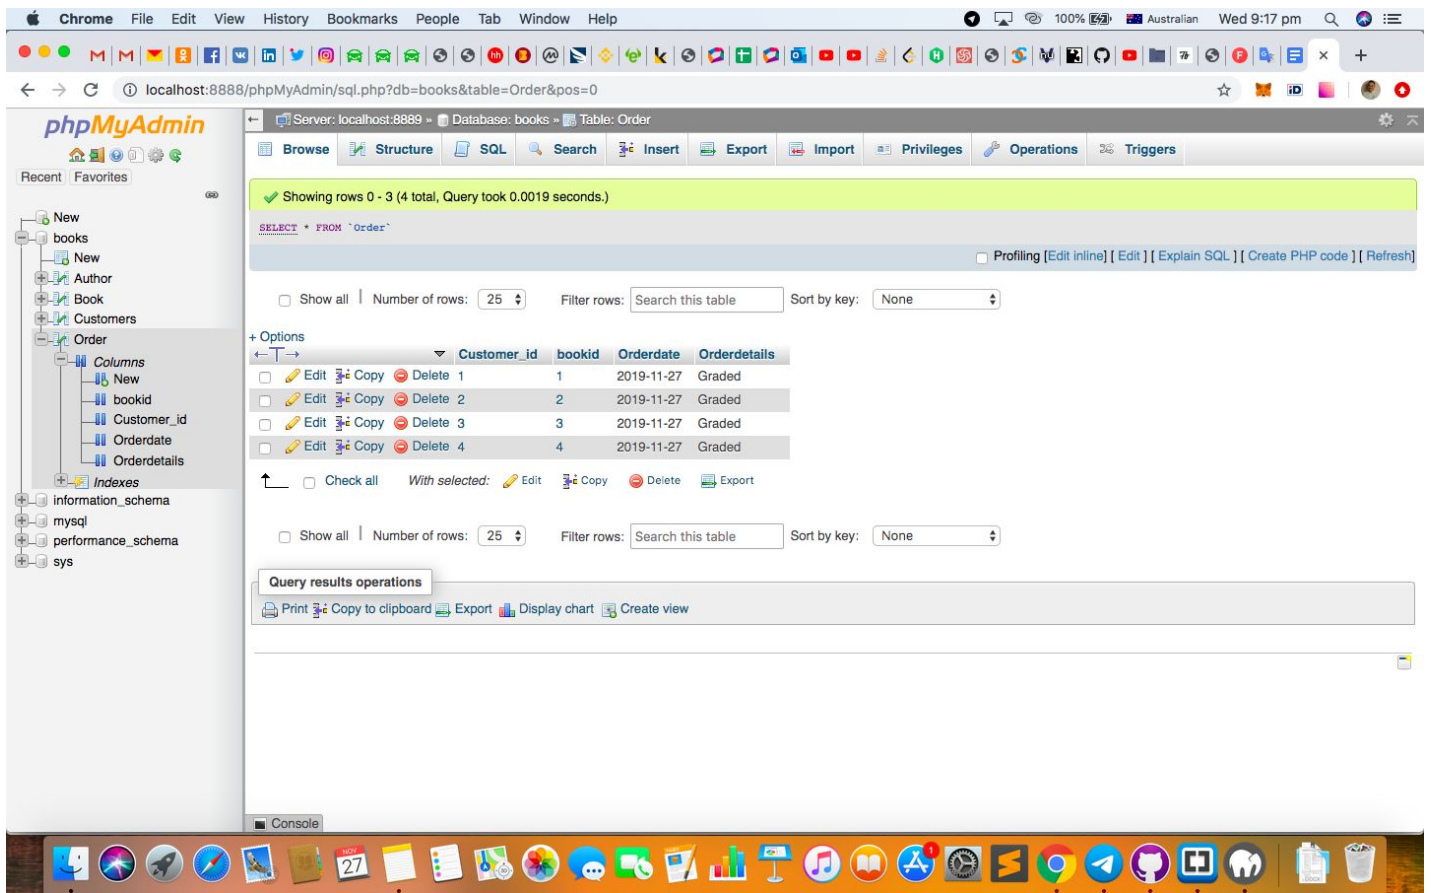 Chrome File Edit View History Bookmarks People Tab Window Help 100% Australian Wed 9:17 pm
localhost:8888/phpMyAdmin/sql.php?db=books&table=Order&pos=0
phpMyAdmin
Recent Favorites
New
books
New
Author
Book
Customers
Order
Columns
New
bookid
Customer_id
Orderdate
Orderdetails
Indexes
information_schema
mysql
performance_schema
sys
Server: localhost:8889 » Database: books » Table: Order
Browse Structure SQL Search Insert Export Import Privileges Operations Triggers
Showing rows 0 - 3 (4 total, Query took 0.0019 seconds.)
SELECT * FROM `Order`
Profiling [Edit inline] [ Edit ] [ Explain SQL ] [ Create PHP code ] [ Refresh]
Show all | Number of rows: 25 Filter rows: Search this table Sort by key: None
+ Options
←T→ Customer_id bookid Orderdate Orderdetails
Edit Copy Delete 1 1 2019-11-27 Graded
Edit Copy Delete 2 2 2019-11-27 Graded
Edit Copy Delete 3 3 2019-11-27 Graded
Edit Copy Delete 4 4 2019-11-27 Graded
Check all With selected: Edit Copy Delete Export
Show all | Number of rows: 25 Filter rows: Search this table Sort by key: None
Query results operations
Print Copy to clipboard Export Display chart Create view
Console
NOV
27